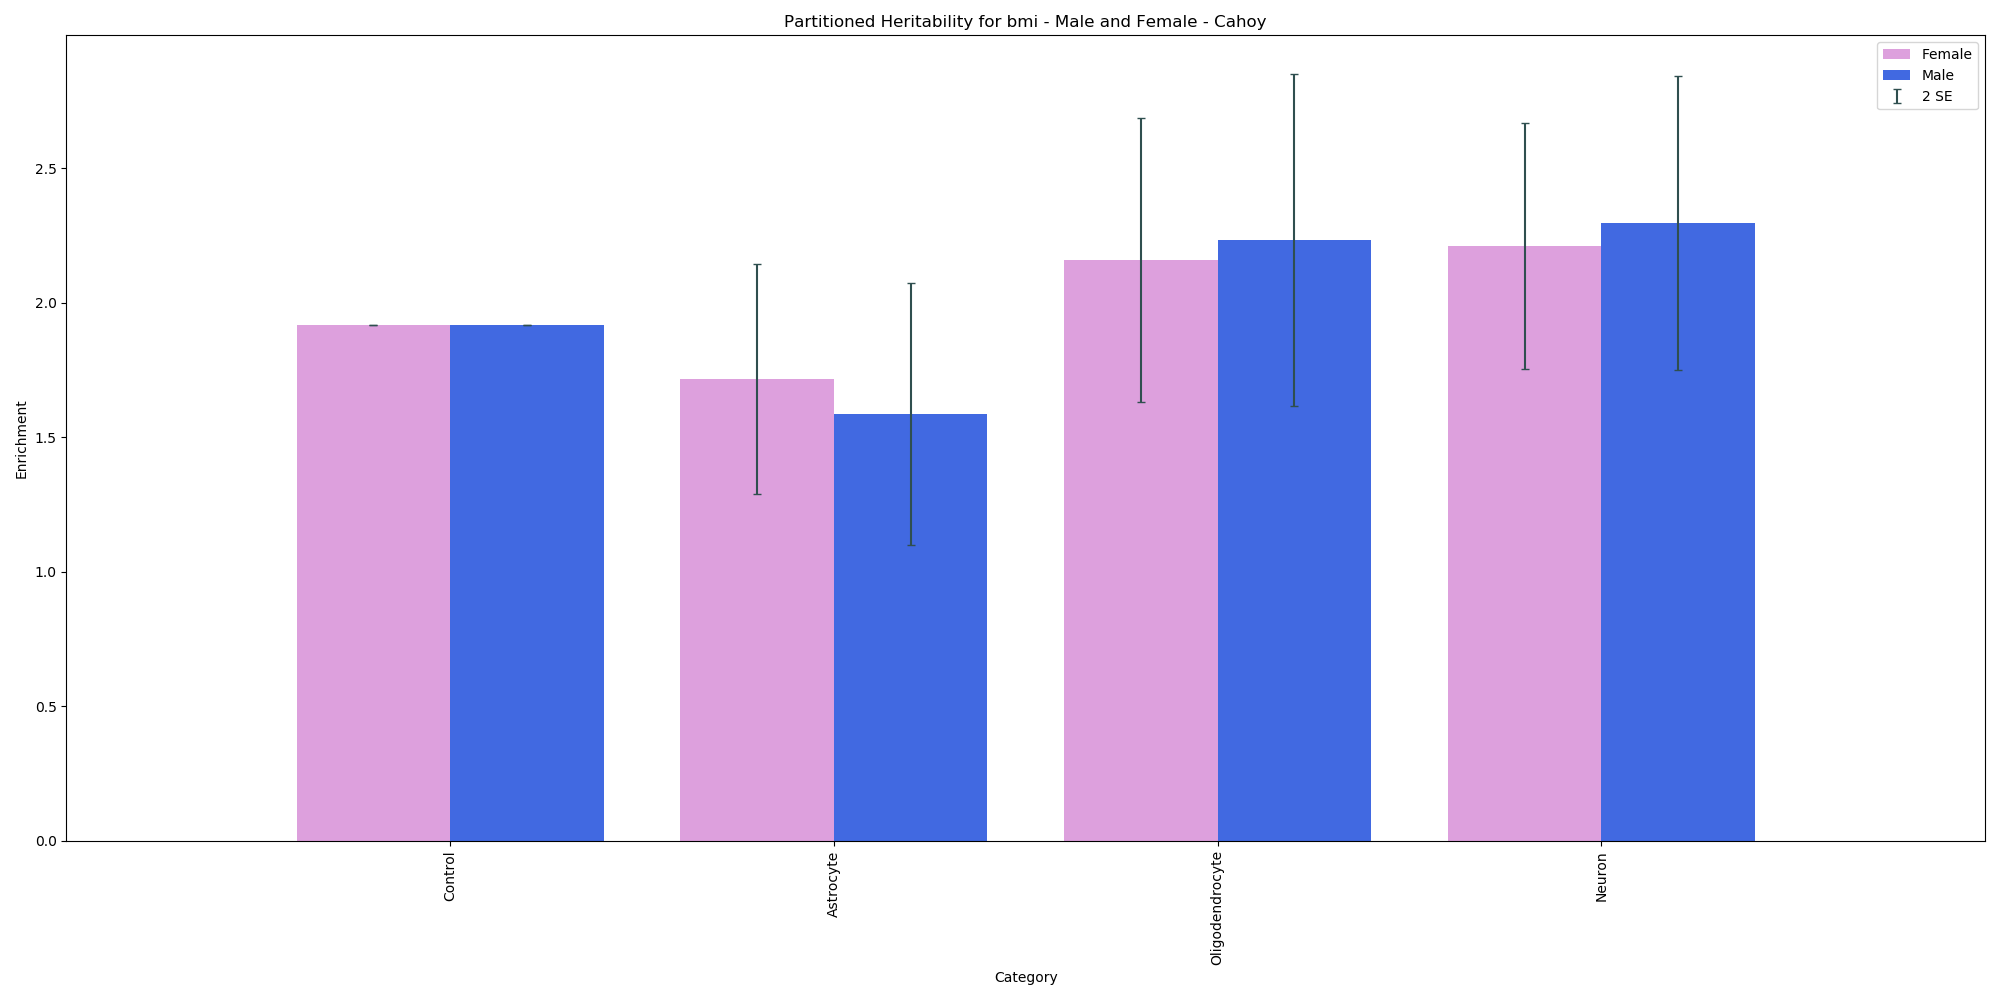 Partitioned Heritability for bmi - Male and Female - Cahoy
Female
Male
2 SE
Enrichment
2.5
2.0
1.5
1.0
0.5
0.0
Control
Astrocyte
Oligodendrocyte
Neuron
Category